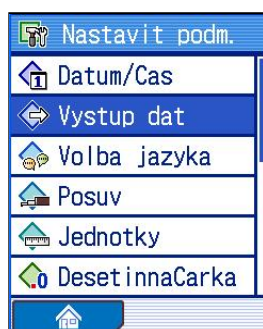 Nastavit podm.
Datum/Cas
Vystup dat
Volba jazyka
Posuv
Jednotky
DesetinnaCarka